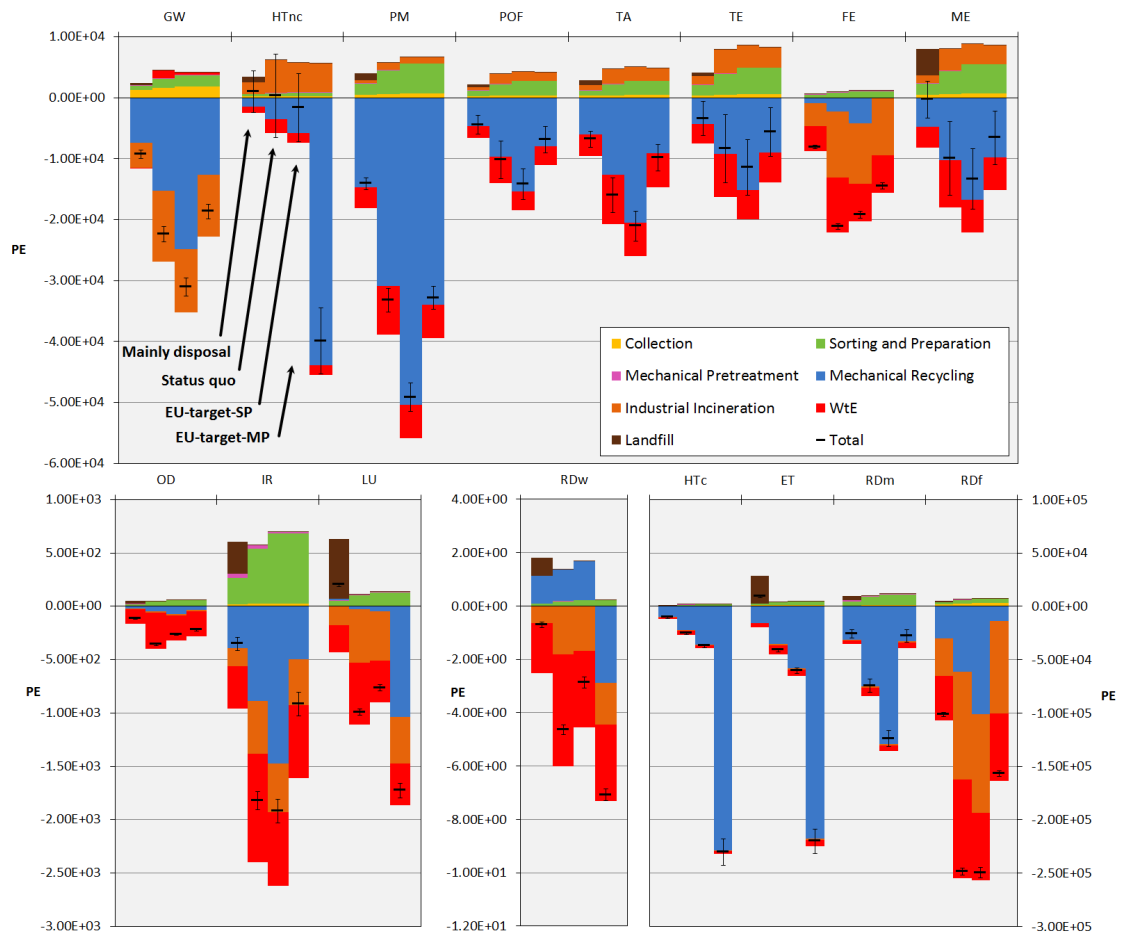 GW HTnc PM POF TA TE FE ME
1.00E+04
0.00E+00
-1.00E+04
-2.00E+04
-3.00E+04
-4.00E+04
-5.00E+04
-6.00E+04
PE
Mainly disposal
Status quo
EU-target-SP
EU-target-MP
Collection Sorting and Preparation
Mechanical Pretreatment Mechanical Recycling
Industrial Incineration WtE
Landfill Total
OD IR LU
1.00E+03
5.00E+02
0.00E+00
-5.00E+02
-1.00E+03
-1.50E+03
-2.00E+03
-2.50E+03
-3.00E+03
PE
RDw
4.00E+00
2.00E+00
0.00E+00
-2.00E+00
-4.00E+00
-6.00E+00
-8.00E+00
-1.00E+01
-1.20E+01
PE
HTc ET RDm RDf
1.00E+05
5.00E+04
0.00E+00
-5.00E+04
-1.00E+05
-1.50E+05
-2.00E+05
-2.50E+05
-3.00E+05
PE